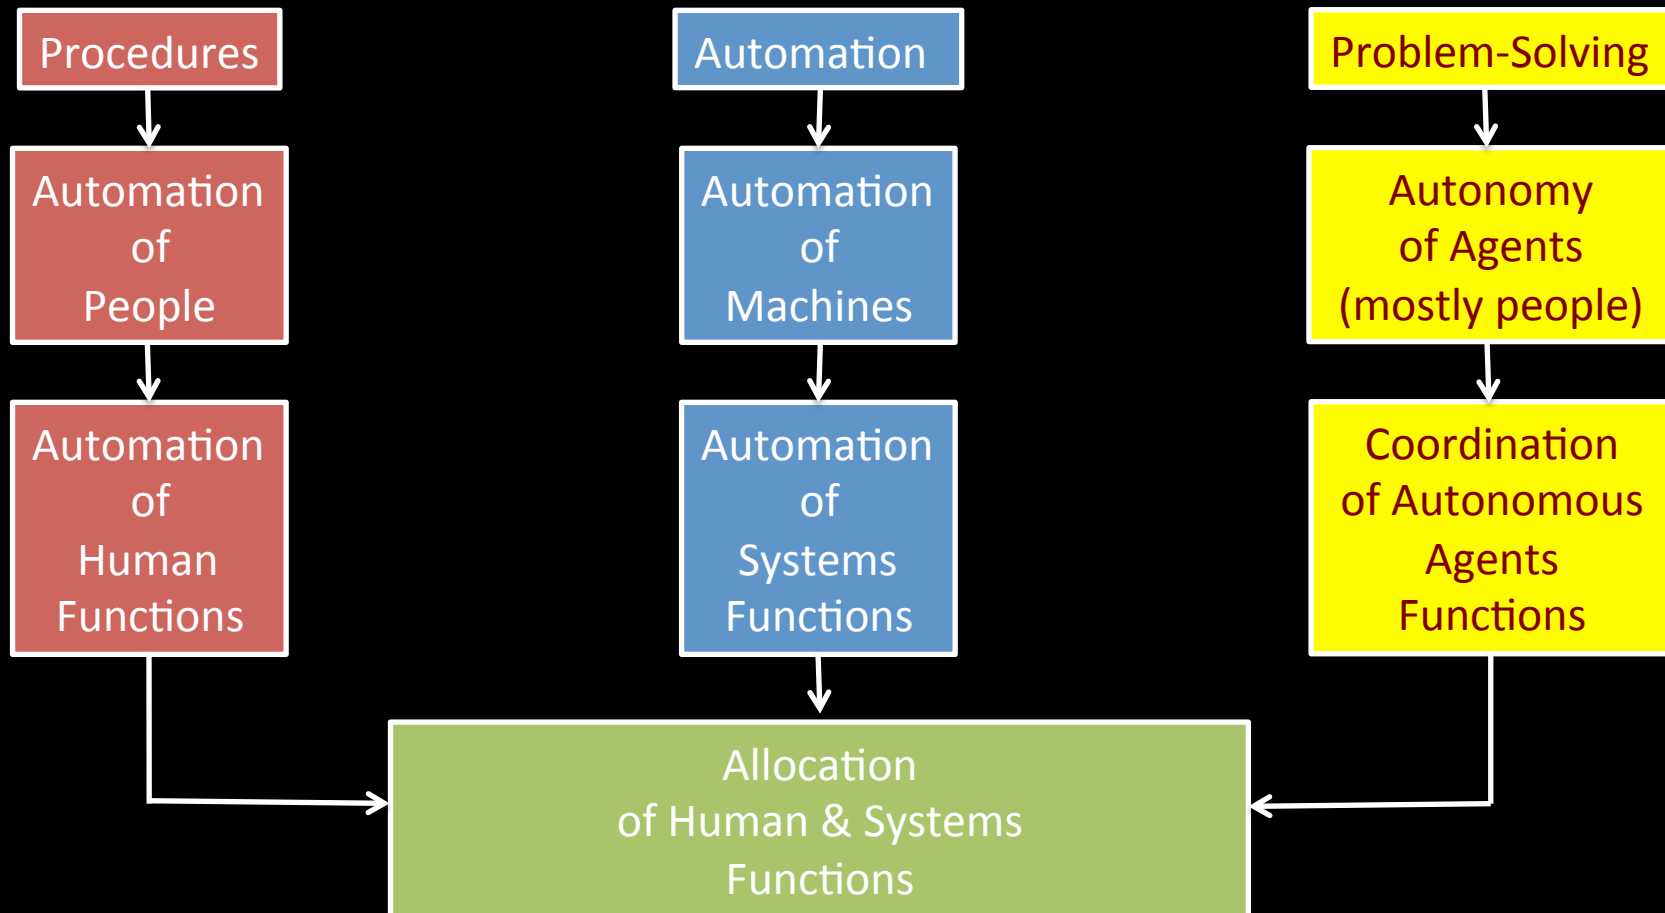 Procedures
Automation
of
People
Automation
of
Human
Functions
Automation
Automation
of
Machines
Automation
of
Systems
Functions
Problem-Solving
Autonomy
of Agents
(mostly people)
Coordination
of Autonomous
Agents
Functions
Allocation
of Human & Systems
Functions